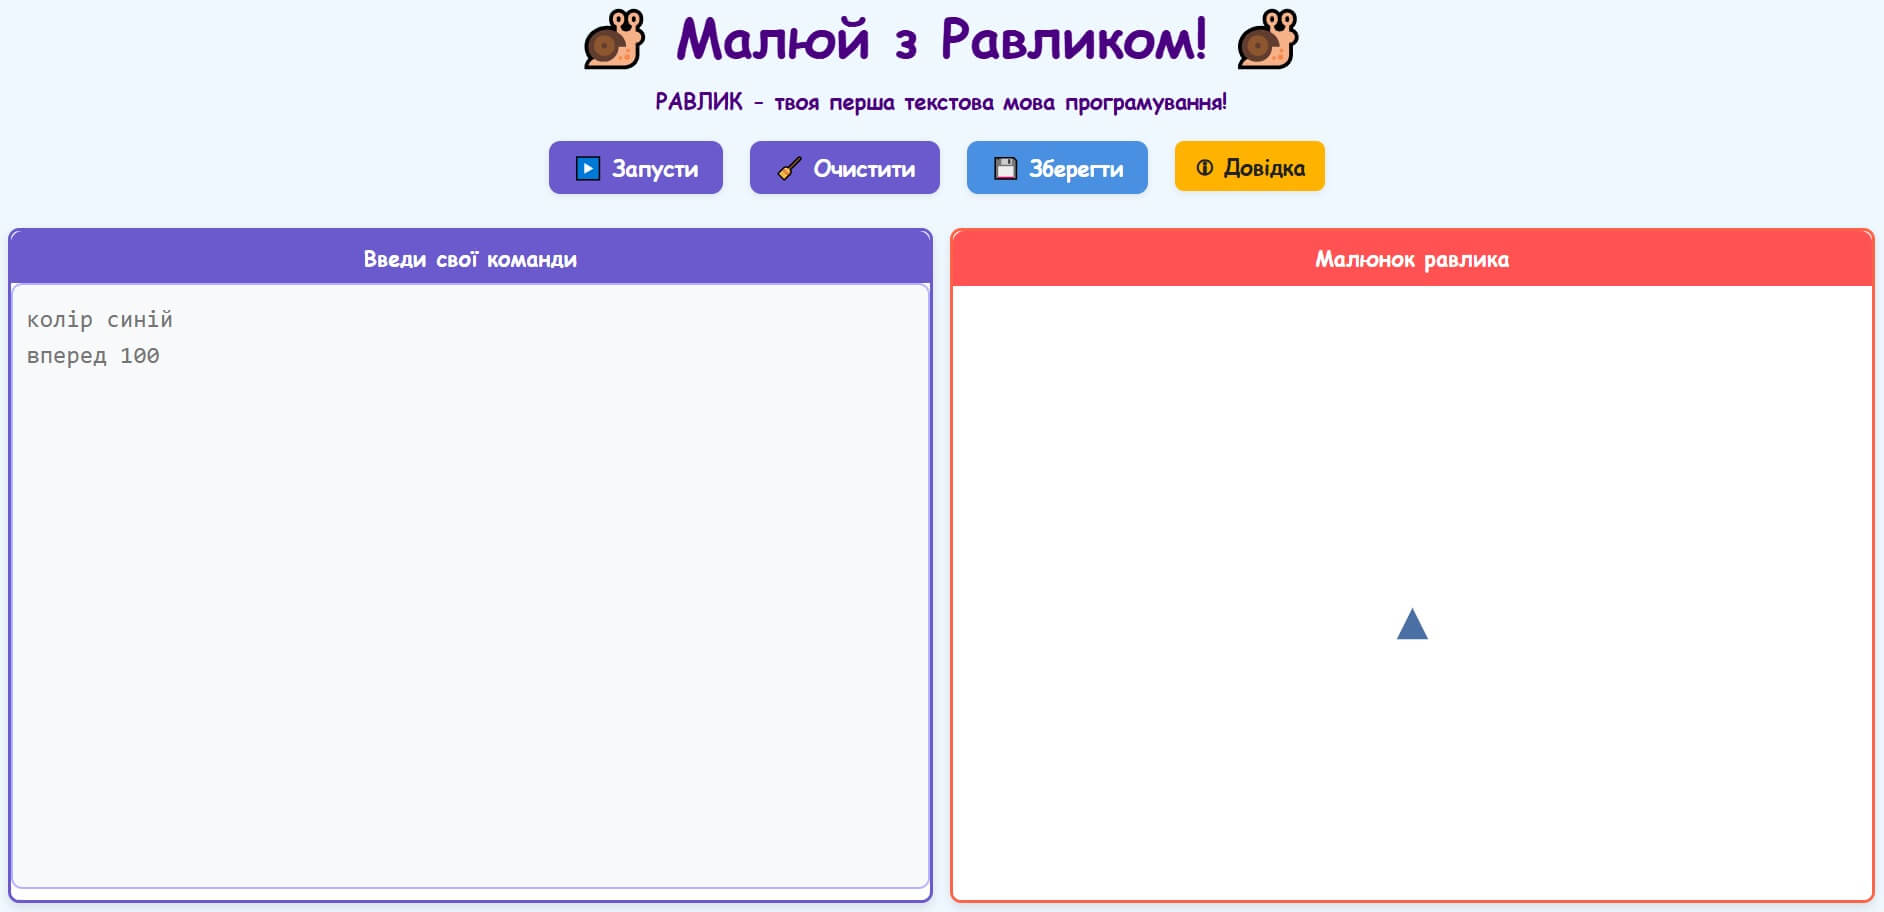 Малюй з Равликом!
РАВЛИК - твоя перша текстова мова програмування!
Запусти
Очистити
Зберегти
Довідка
Введи свої команди
колір синій
вперед 100
Малюнок равлика